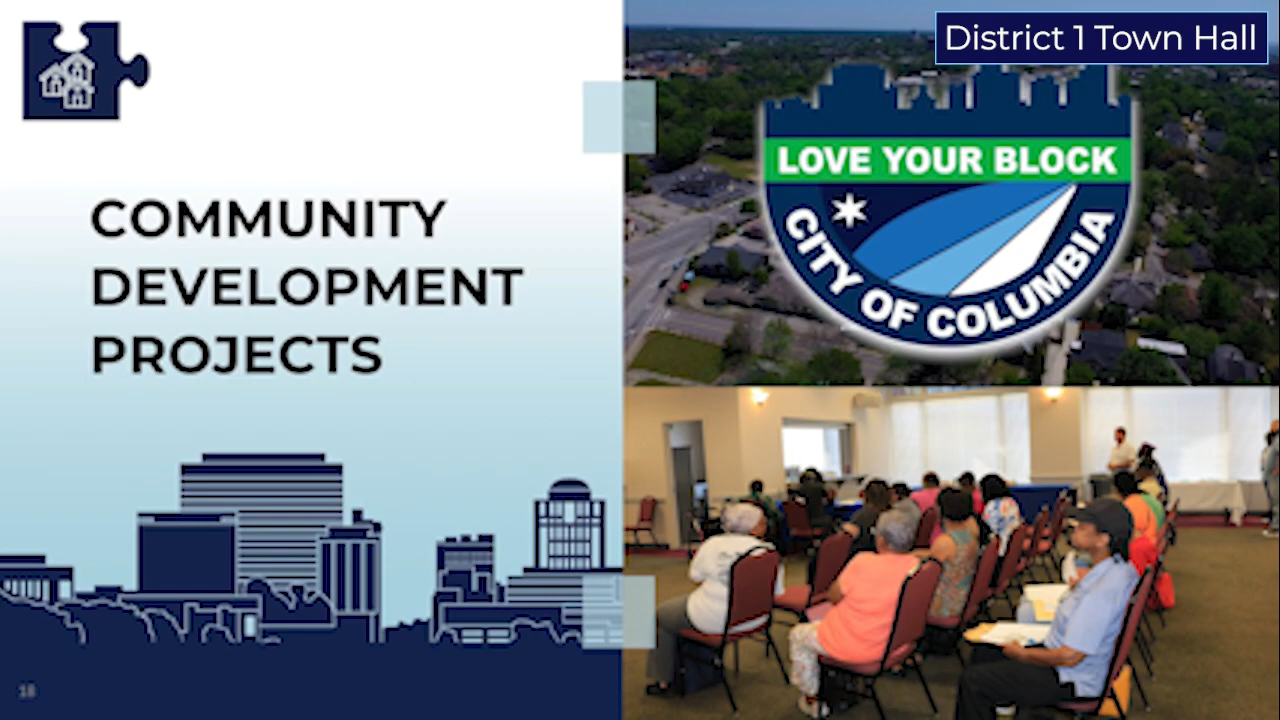 District 1 Town Hall
COMMUNITY
DEVELOPMENT
PROJECTS
LOVE YOUR BLOCK
CITY OF COLUMBIA
18